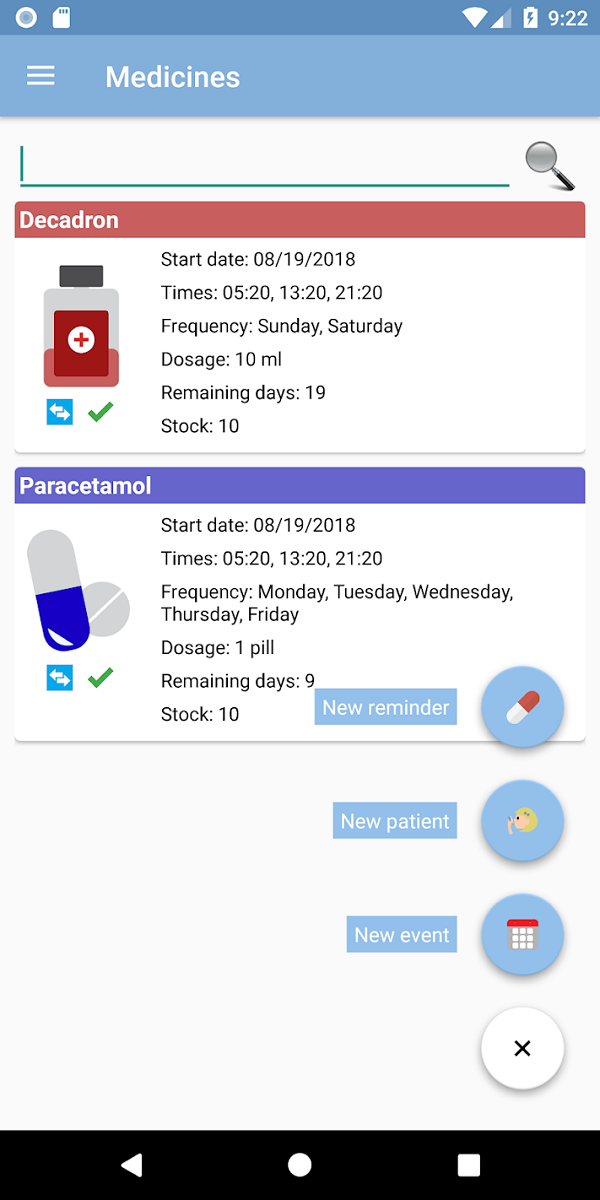 9:22
Medicines
Decadron
Start date: 08/19/2018
Times: 05:20, 13:20, 21:20
Frequency: Sunday, Saturday
Dosage: 10 ml
Remaining days: 19
Stock: 10
Paracetamol
Start date: 08/19/2018
Times: 05:20, 13:20, 21:20
Frequency: Monday, Tuesday, Wednesday,
Thursday, Friday
Dosage: 1 pill
Remaining days: 9
Stock: 10
New reminder
New patient
New event